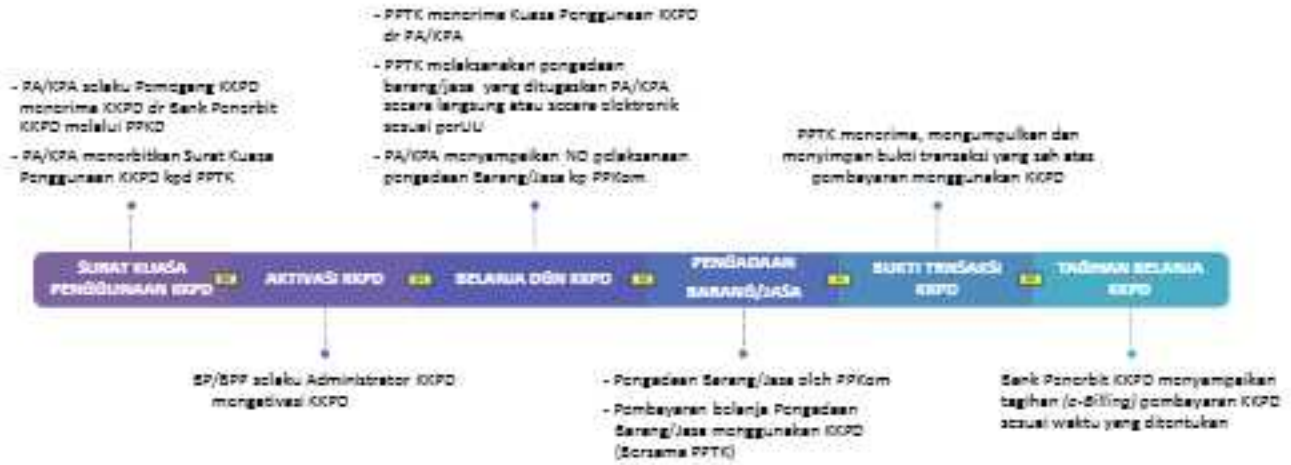 - PPTK menerima Kuasa Penggunaan KKPD
dr PA/KPA
- PPTK melaksanakan pengadaan
barang/jasa yang ditugaskan PA/KPA
secara langsung atau secara elektronik
sesuai perUU
- PA/KPA menyampaikan ND pelaksanaan
pengadaan Barang/Jasa kp PPKom
- PA/KPA selaku Pemegang KKPD
menerima KKPD dr Bank Penerbit
KKPD melalui PPKD
- PA/KPA menerbitkan Surat Kuasa
Penggunaan KKPD kpd PPTK
PPTK menerima, mengumpulkan dan
menyimpan bukti transaksi yang sah atas
pembayaran menggunakan KKPD
SURAT KUASA
PENGGUNAAN KKPD
AKTIVASI KKPD
BELANJA DGN KKPD
PENGADAAN
BARANG/JASA
BUKTI TRNSAKSI
KKPD
TAGIHAN BELANJA
KKPD
BP/BPP selaku Administrator KKPD
mengativasi KKPD
- Pengadaan Barang/Jasa oleh PPKom
- Pembayaran belanja Pengadaan
Barang/Jasa menggunakan KKPD
(Bersama PPTK)
Bank Penerbit KKPD menyampaikan
tagihan (e-Billing) pembayaran KKPD
sesuai waktu yang ditentukan